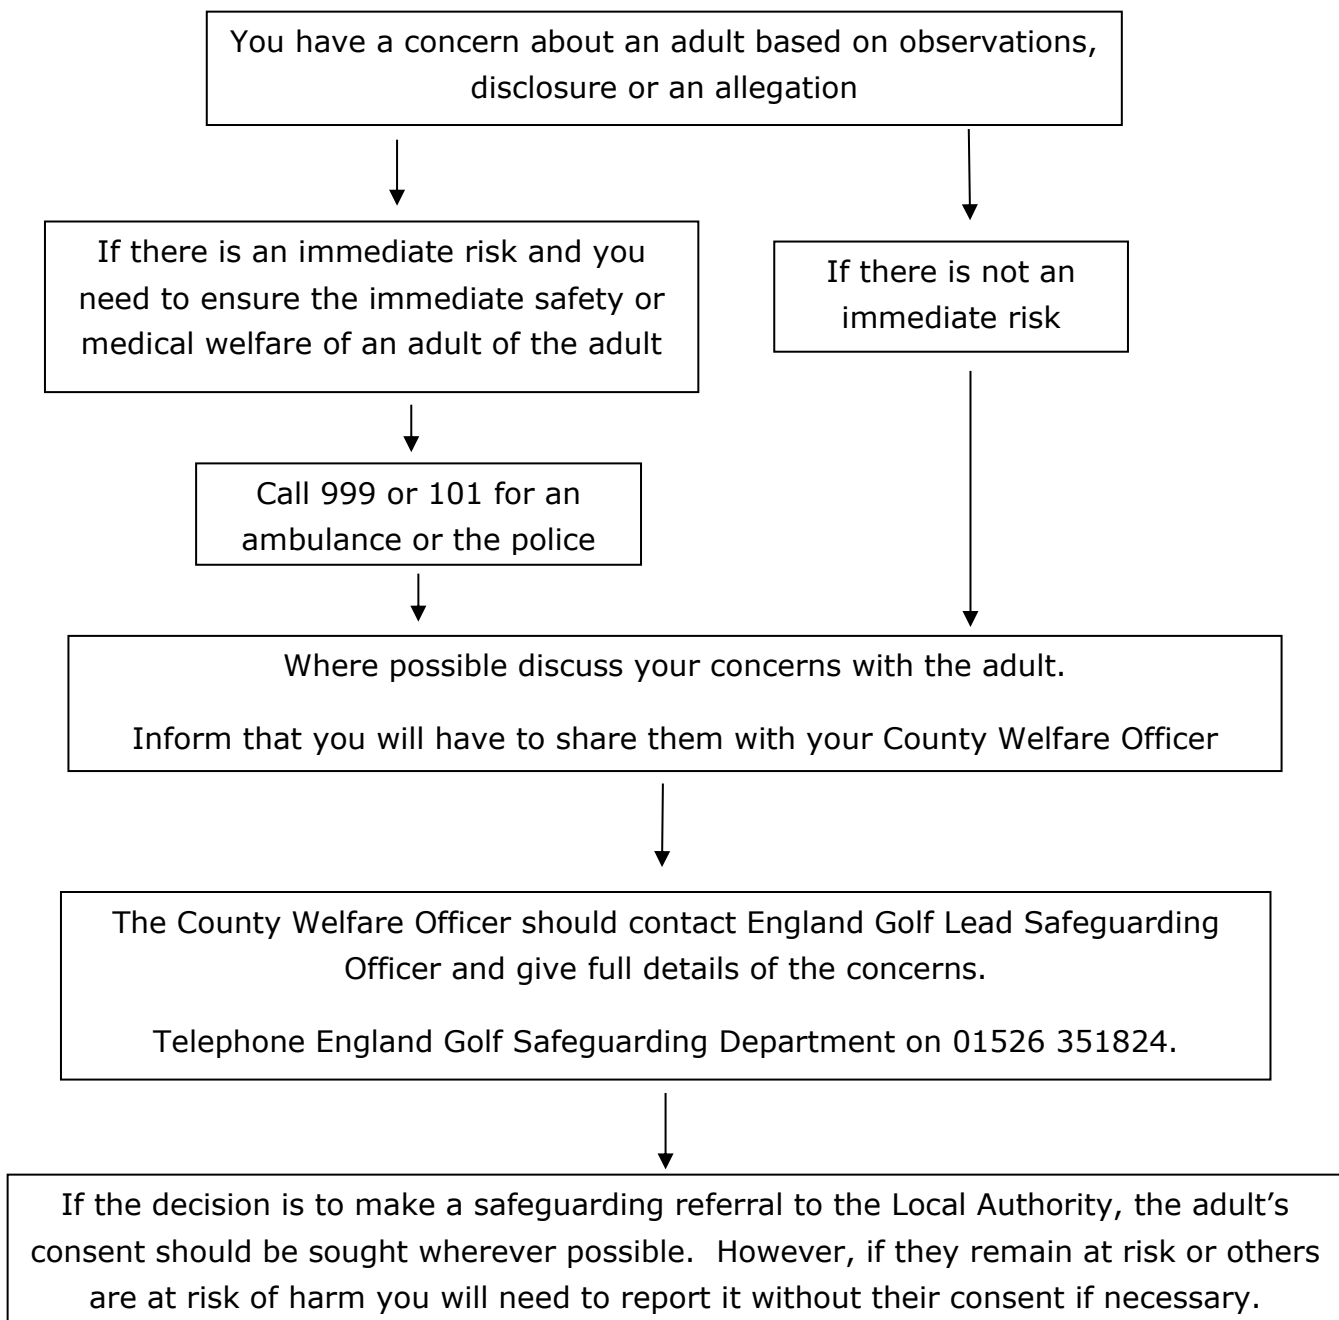 You have a concern about an adult based on observations,
disclosure or an allegation
If there is an immediate risk and you
need to ensure the immediate safety or
medical welfare of an adult of the adult
If there is not an
immediate risk
Call 999 or 101 for an
ambulance or the police
Where possible discuss your concerns with the adult.
Inform that you will have to share them with your County Welfare Officer
The County Welfare Officer should contact England Golf Lead Safeguarding
Officer and give full details of the concerns.
Telephone England Golf Safeguarding Department on 01526 351824.
If the decision is to make a safeguarding referral to the Local Authority, the adult’s
consent should be sought wherever possible.  However, if they remain at risk or others
are at risk of harm you will need to report it without their consent if necessary.